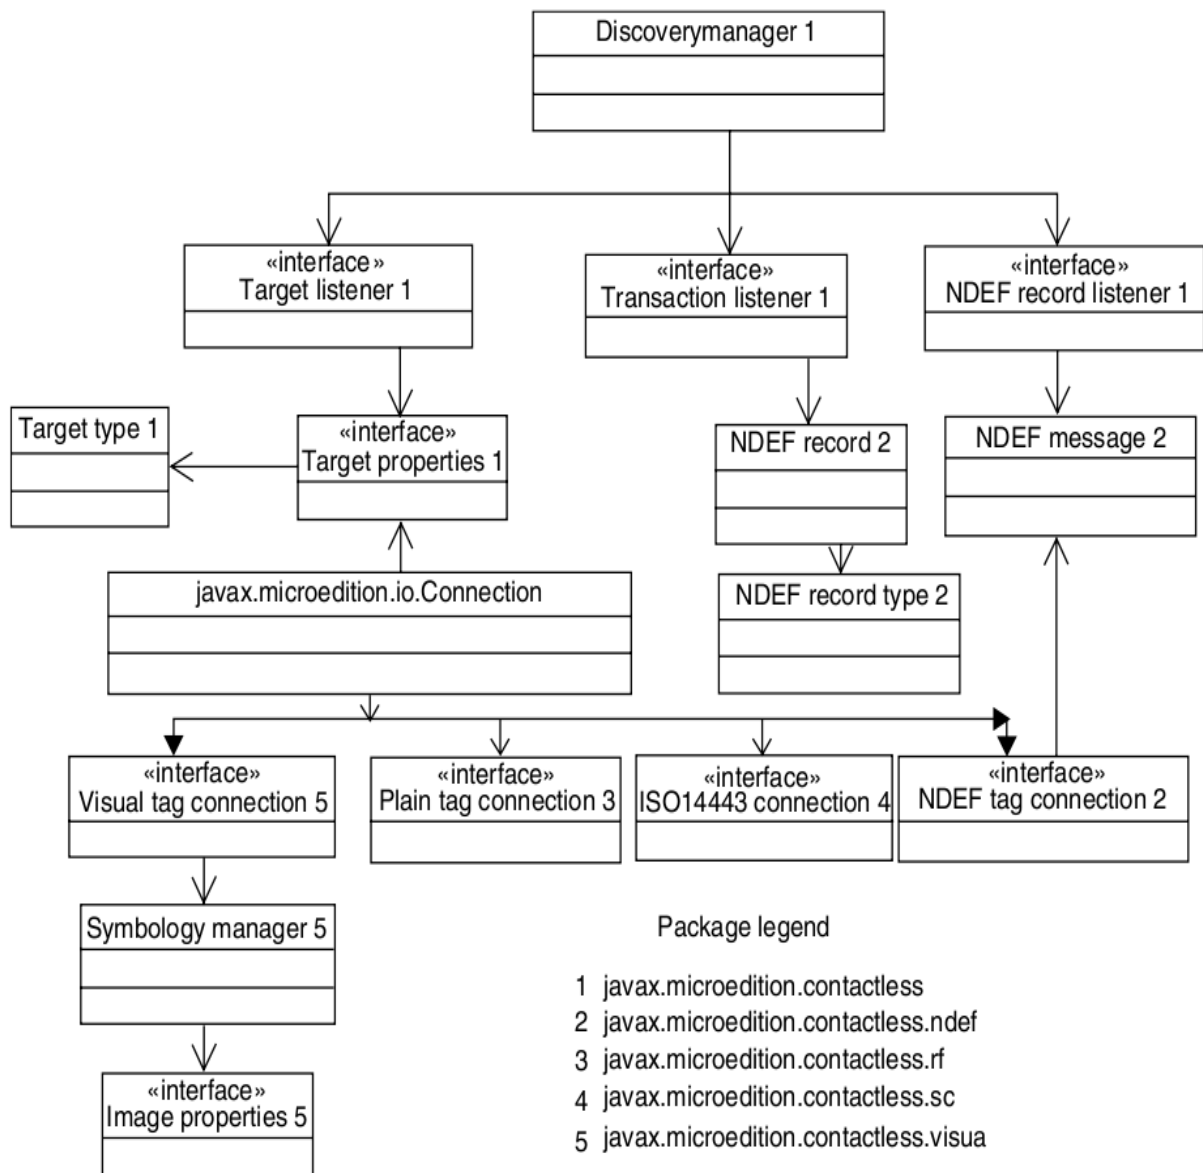 Discoverymanager 1
«interface»
Target listener 1
«interface»
Transaction listener 1
«interface»
NDEF record listener 1
Target type 1
«interface»
Target properties 1
NDEF record 2
NDEF message 2
javax.microedition.io.Connection
NDEF record type 2
«interface»
Visual tag connection 5
«interface»
Plain tag connection 3
«interface»
ISO14443 connection 4
«interface»
NDEF tag connection 2
Symbology manager 5
«interface»
Image properties 5
Package legend
1 javax.microedition.contactless
2 javax.microedition.contactless.ndef
3 javax.microedition.contactless.rf
4 javax.microedition.contactless.sc
5 javax.microedition.contactless.visua